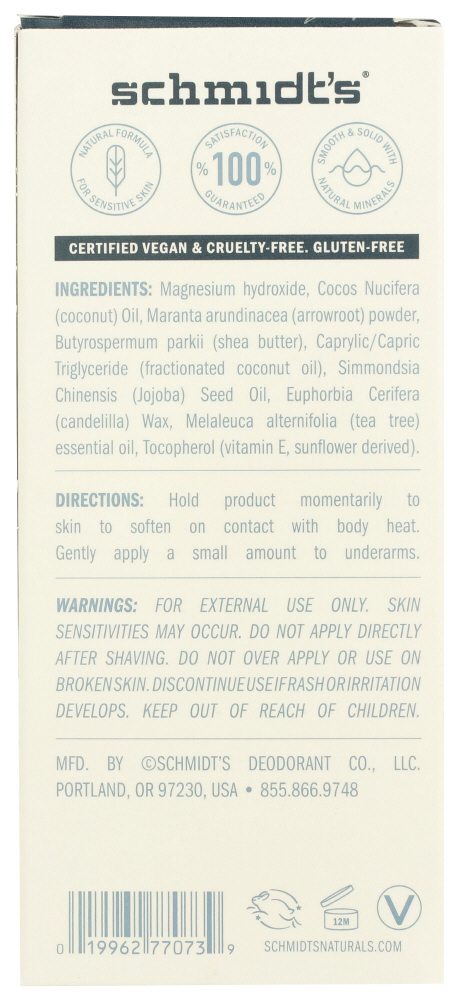 schmidt's®
NATURAL FORMULA
FOR SENSITIVE SKIN
SATISFACTION
%100%
GUARANTEED
SMOOTH & SOLID WITH
NATURAL MINERALS
CERTIFIED VEGAN & CRUELTY-FREE. GLUTEN-FREE
INGREDIENTS: Magnesium hydroxide, Cocos Nucifera
(coconut) Oil, Maranta arundinacea (arrowroot) powder,
Butyrospermum parkii (shea butter), Caprylic/Capric
Triglyceride (fractionated coconut oil), Simmondsia
Chinensis (Jojoba) Seed Oil, Euphorbia Cerifera
(candelilla) Wax, Melaleuca alternifolia (tea tree)
essential oil, Tocopherol (vitamin E, sunflower derived).
DIRECTIONS: Hold product momentarily to
skin to soften on contact with body heat.
Gently apply a small amount to underarms.
WARNINGS: FOR EXTERNAL USE ONLY. SKIN
SENSITIVITIES MAY OCCUR. DO NOT APPLY DIRECTLY
AFTER SHAVING. DO NOT OVER APPLY OR USE ON
BROKEN SKIN. DISCONTINUE USE IF RASH OR IRRITATION
DEVELOPS. KEEP OUT OF REACH OF CHILDREN.
MFD. BY ©SCHMIDT'S DEODORANT CO., LLC.
PORTLAND, OR 97230, USA • 855.866.9748
0 19962 77073 9
12M
V
SCHMIDTSNATURALS.COM